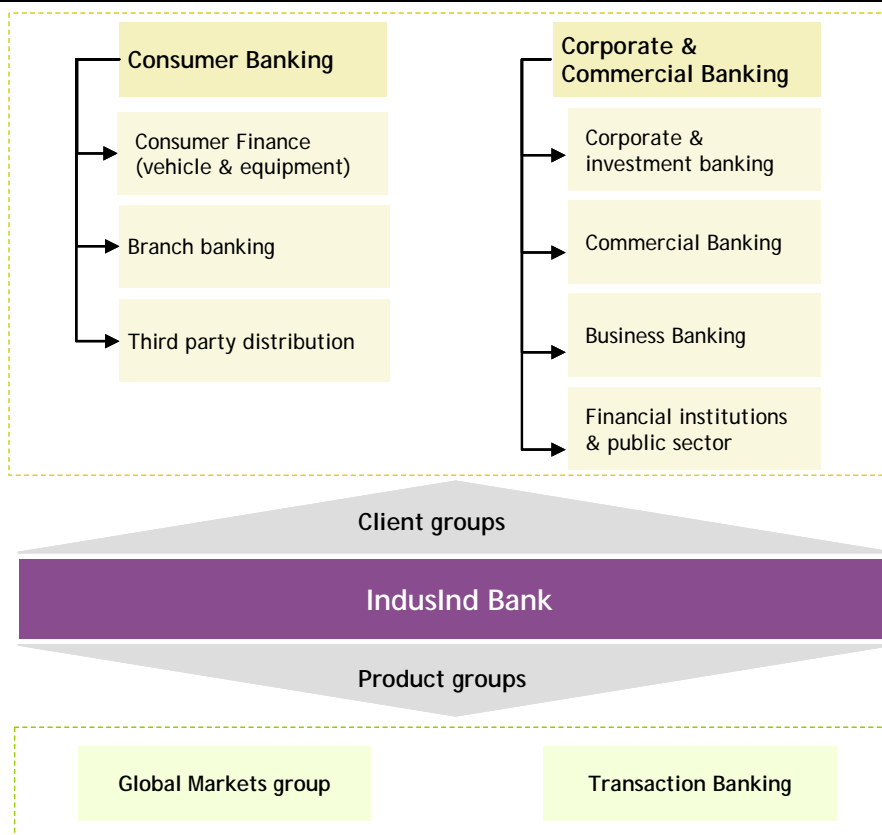 Consumer Banking
Consumer Finance
(vehicle & equipment)
Branch banking
Third party distribution
Corporate &
Commercial Banking
Corporate &
investment banking
Commercial Banking
Business Banking
Financial institutions
& public sector
Client groups
IndusInd Bank
Product groups
Global Markets group
Transaction Banking